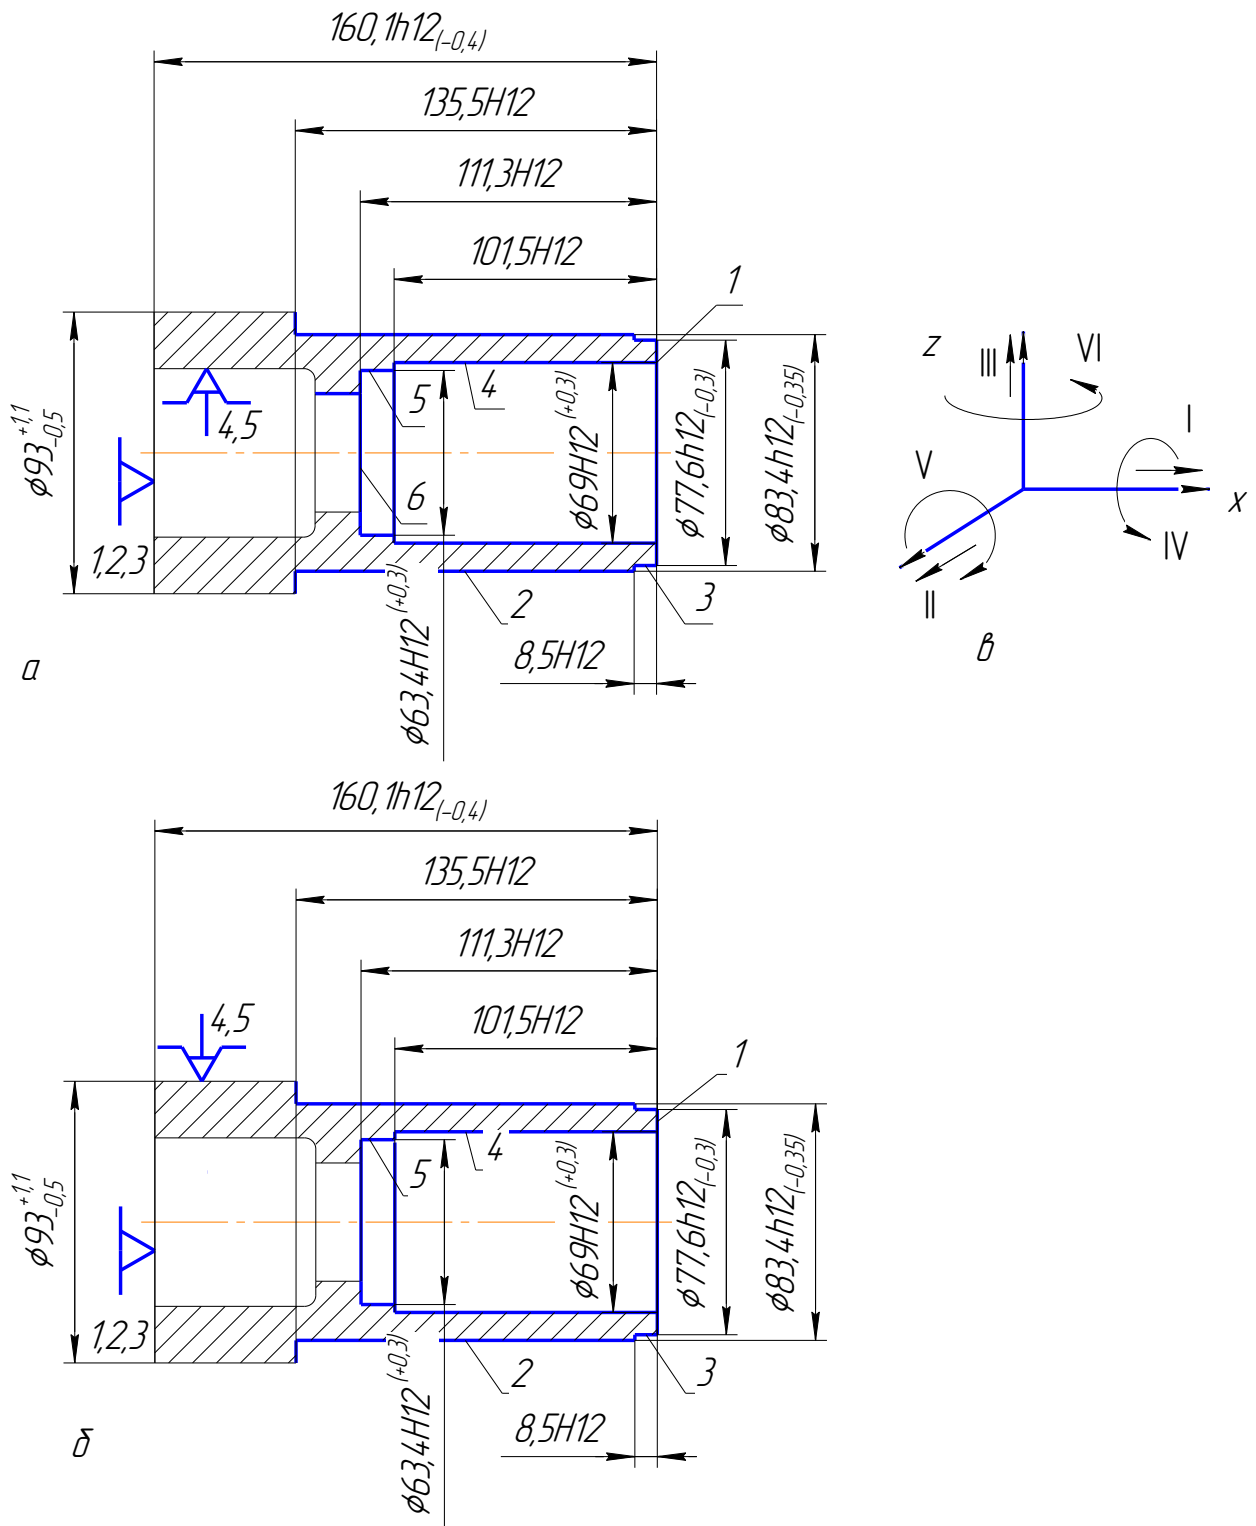 160,1h12(-0,4)
135,5H12
111,3H12
101,5H12
1
4
5
6
4,5
1,2,3
ϕ93 +1,1 -0,5
ϕ63,4H12(+0,3)
ϕ69H12(+0,3)
ϕ77,6h12(-0,3)
ϕ83,4h12(-0,35)
2
3
8,5H12
а
z
III
VI
I
V
x
IV
II
в
160,1h12(-0,4)
135,5H12
111,3H12
101,5H12
4,5
1
4
5
1,2,3
ϕ93 +1,1 -0,5
ϕ63,4H12(+0,3)
ϕ69H12(+0,3)
ϕ77,6h12(-0,3)
ϕ83,4h12(-0,35)
2
3
8,5H12
б